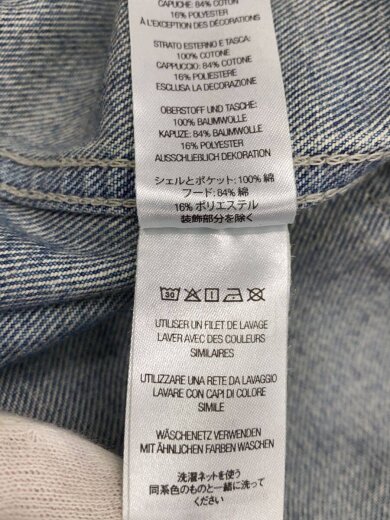 CAPUCHE: 84% COTON
16% POLYESTER
À L'EXCEPTION DES DÉCORATIONS
STRATO ESTERNO E TASCA:
100% COTONE
CAPPUCCIO: 84% COTONE
16% POLIESTERE
ESCLUSA LA DECORAZIONE
OBERSTOFF UND TASCHE:
100% BAUMWOLLE
KAPUZE: 84% BAUMWOLLE
16% POLYESTER
AUSSCHLIEßLICH DEKORATION
シェルとポケット: 100% 綿
フード: 84% 綿
16% ポリエステル
装飾部分を除く
30
UTILISER UN FILET DE LAVAGE
LAVER AVEC DES COULEURS
SIMILAIRES
UTILIZZARE UNA RETE DA LAVAGGIO
LAVARE CON CAPI DI COLORE
SIMILE
WÄSCHENETZ VERWENDEN
MIT ÄHNLICHEN FARBEN WASCHEN
洗濯ネットを使う
同系色のものと一緒に洗って
ください